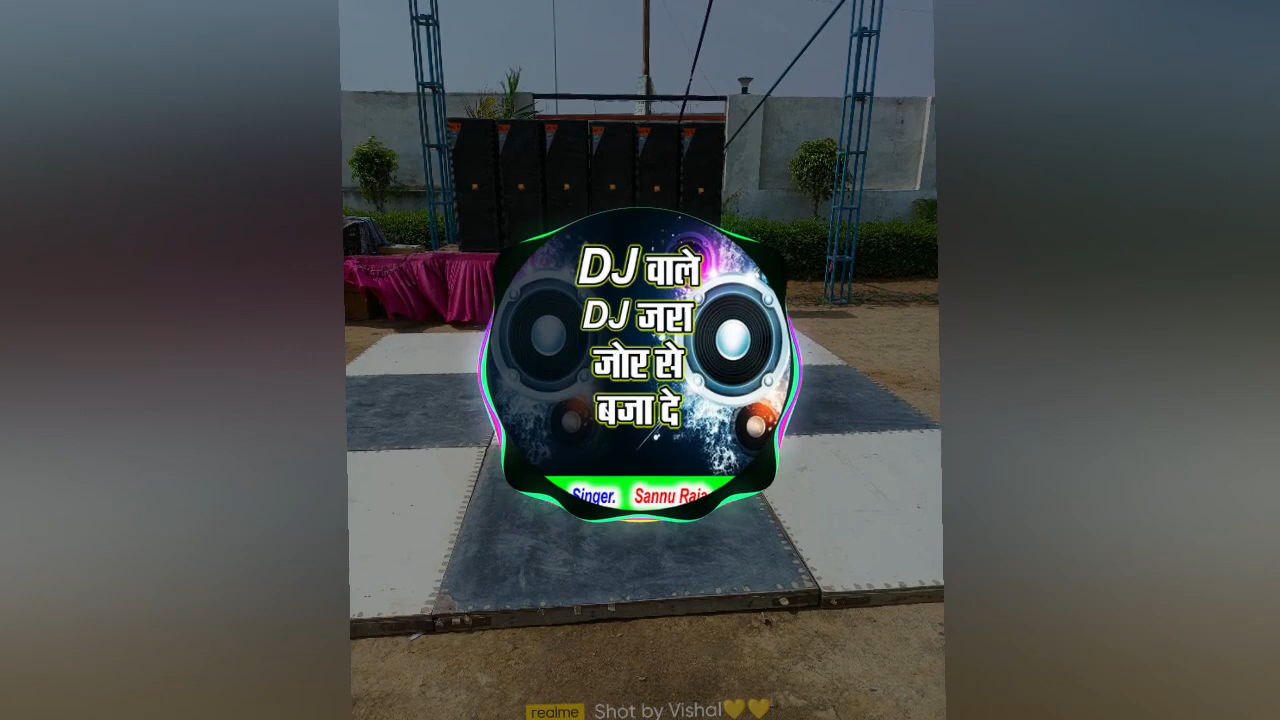 DJ वाले
DJ जरा
जोर से
बजा दे
Singer. Sannu Raja
realme Shot by Vishal💛💛